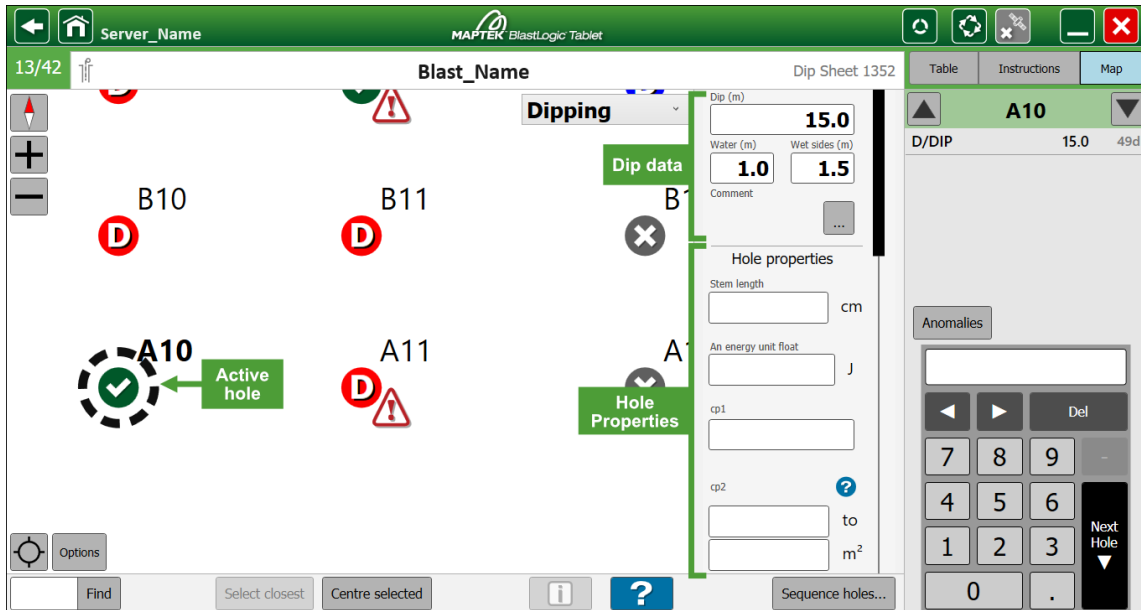 Server_Name
MAPTEK BlastLogic Tablet
13/42
Blast_Name
Dip Sheet 1352
Table
Instructions
Map
Dipping
Dip data
Dip (m)
15.0
Water (m)
Wet sides (m)
1.0
1.5
Comment
...
A10
D/DIP
15.0
49d
B10
B11
D
D
A10
A11
D
Active
hole
Hole
Properties
Hole properties
Stem length
cm
An energy unit float
J
cp1
cp2
?
to
m²
Anomalies
Del
7
8
9
-
4
5
6
1
2
3
Next
Hole
0
.
Options
Find
Select closest
Centre selected
i
?
Sequence holes...